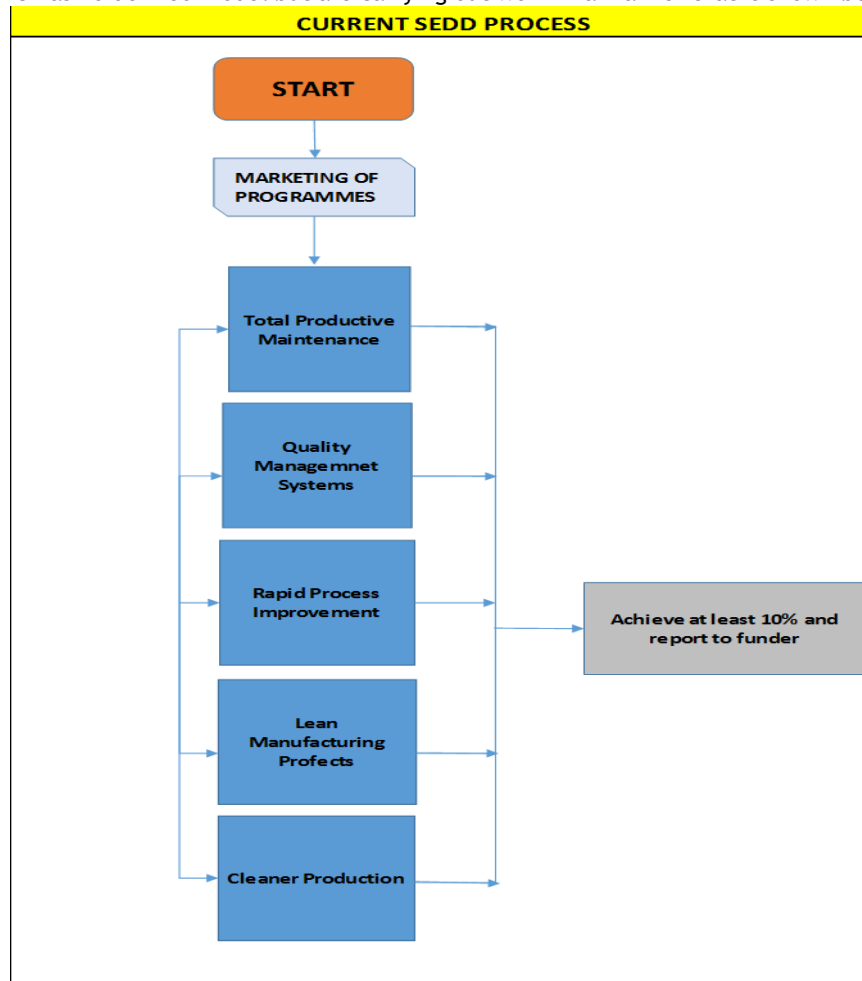 CURRENT SEDD PROCESS
START
MARKETING OF
PROGRAMMES
Total Productive
Maintenance
Quality
Managemnet
Systems
Rapid Process
Improvement
Achieve at least 10% and
report to funder
Lean
Manufacturing
Profects
Cleaner Production